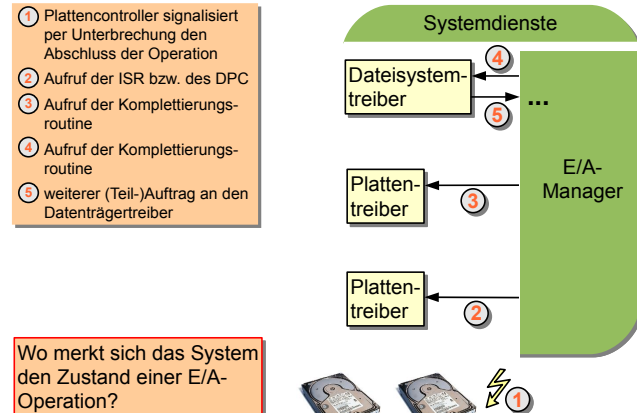 1 Plattencontroller signalisiert
per Unterbrechung den
Abschluss der Operation
2 Aufruf der ISR bzw. des DPC
3 Aufruf der Komplettierungs-
routine
4 Aufruf der Komplettierungs-
routine
5 weiterer (Teil-)Auftrag an den
Datenträgertreiber
Wo merkt sich das System
den Zustand einer E/A-
Operation?
Systemdienste
4
Dateisystem-
treiber
5
...
E/A-
Manager
Platten-
treiber
3
Platten-
treiber
2
1